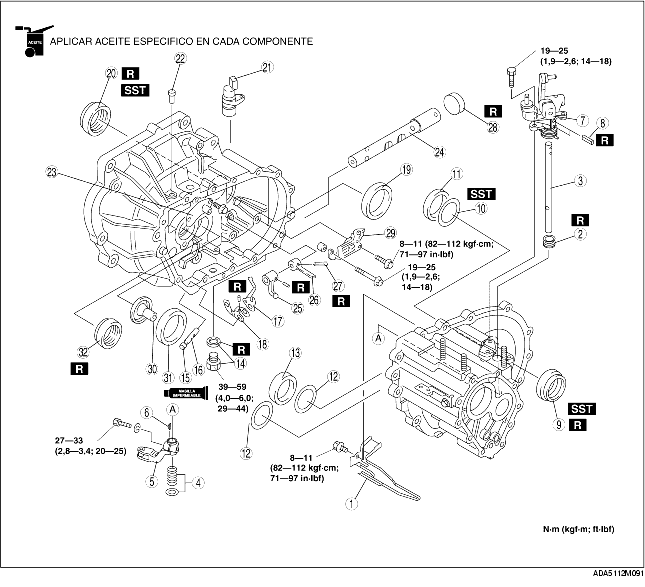 ACEITE
APLICAR ACEITE ESPECIFICO EN CADA COMPONENTE
19—25
(1,9—2,6; 14—18)
20
R
SST
22
21
7
8
R
R
28
24
23
19
11
SST
10
3
R
2
29
8—11 (82—112 kgf·cm;
71—97 in·lbf)
19—25
(1,9—2,6;
14—18)
R
R
27
R
26
25
17
18
A
32
R
30
31
15
16
R
14
13
12
39—59
(4,0—6,0;
29—44)
MASILLA
IMPERMEABLE
12
SST
9
R
6
A
27—33
(2,8—3,4; 20—25)
5
4
8—11
(82—112 kgf·cm;
71—97 in·lbf)
1
N·m (kgf·m; ft·lbf)
ADA5112M091